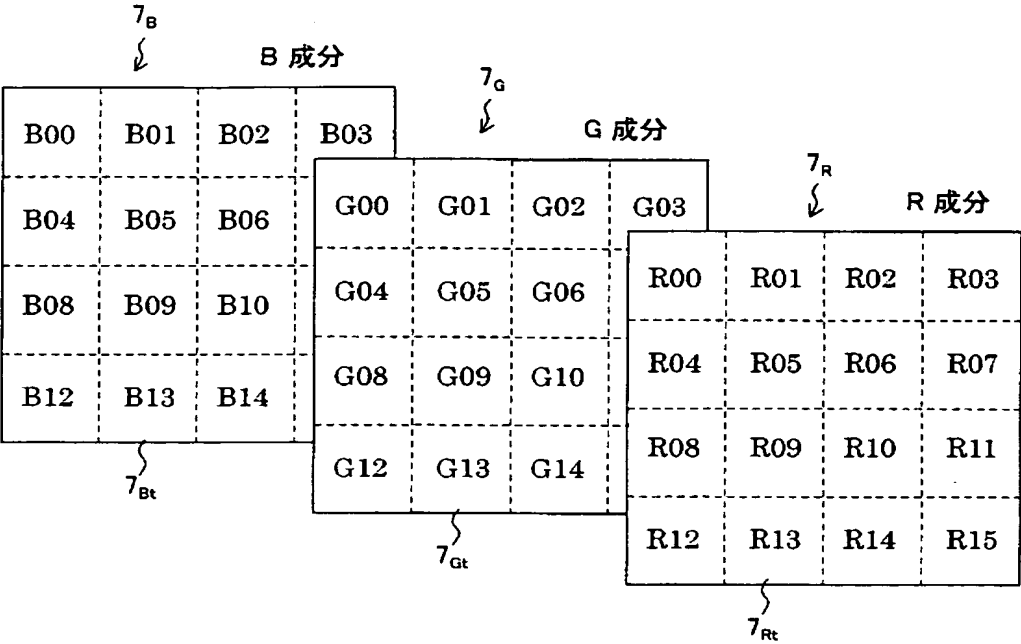 7B
B 成分
B00 B01 B02 B03
B04 B05 B06
B08 B09 B10
B12 B13 B14
7Bt
7G
G 成分
G00 G01 G02 G03
G04 G05 G06
G08 G09 G10
G12 G13 G14
7Gt
7R
R 成分
R00 R01 R02 R03
R04 R05 R06 R07
R08 R09 R10 R11
R12 R13 R14 R15
7Rt